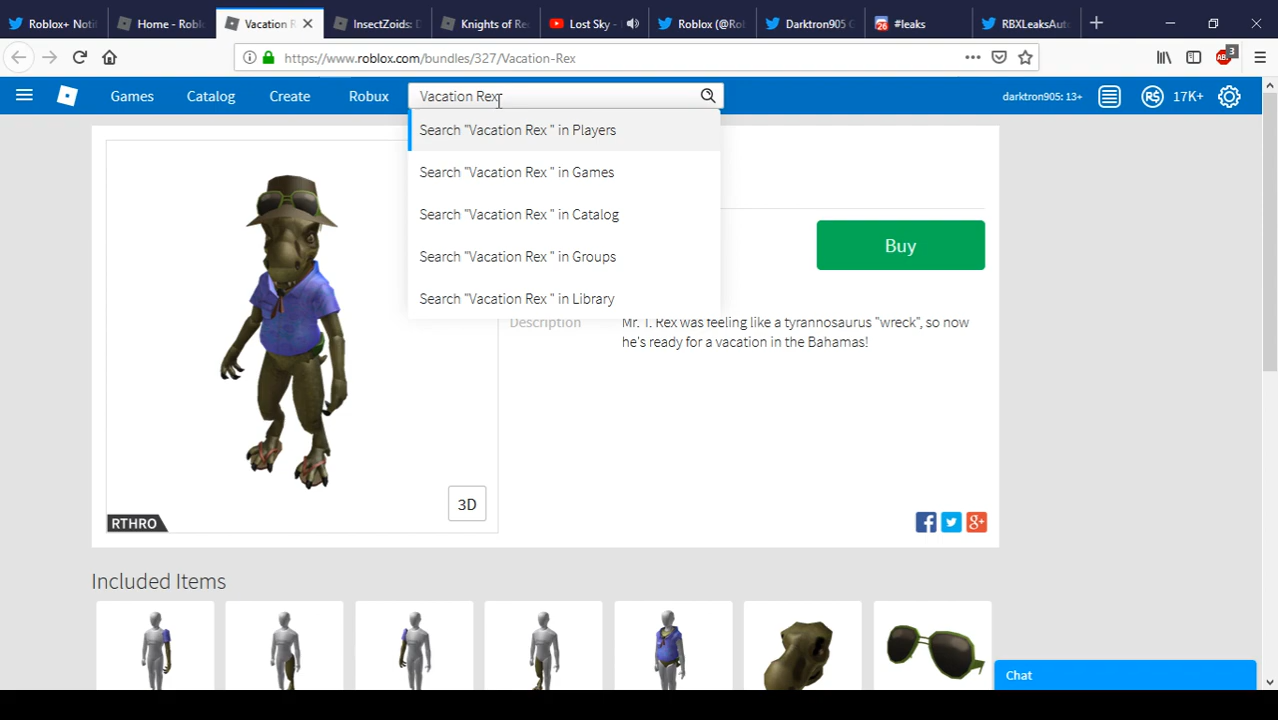 Roblox+ Notif
Home - Roblo
Vacation R
InsectZoids: D
Knights of Re
Lost Sky -
Roblox (@Rob
Darktron905 C
#leaks
RBXLeaksAuto
https://www.roblox.com/bundles/327/Vacation-Rex
3
Games
Catalog
Create
Robux
Vacation Rex
darktron905: 13+
R$
17K+
Search "Vacation Rex " in Players
Search "Vacation Rex " in Games
Search "Vacation Rex " in Catalog
Search "Vacation Rex " in Groups
Search "Vacation Rex " in Library
Buy
Description
Mr. T. Rex was feeling like a tyrannosaurus "wreck", so now
he's ready for a vacation in the Bahamas!
3D
RTHRO
Included Items
Chat